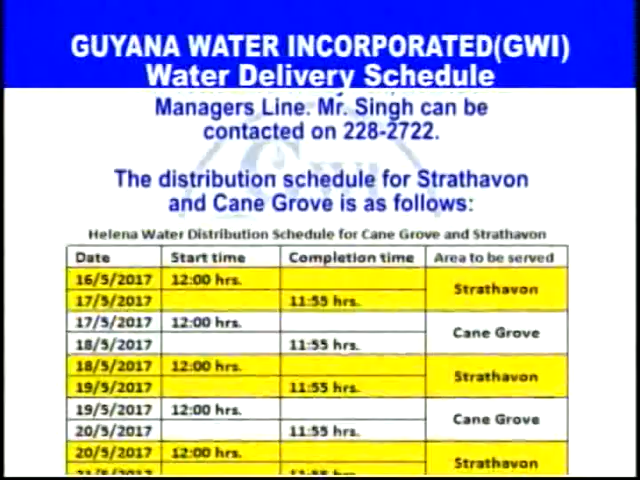 GUYANA WATER INCORPORATED(GWI)
Water Delivery Schedule
Managers Line. Mr. Singh can be
contacted on 228-2722.
GWI
The distribution schedule for Strathavon
and Cane Grove is as follows:
Helena Water Distribution Schedule for Cane Grove and Strathavon
Date Start time Completion time Area to be served
16/5/2017 12:00 hrs.
Strathavon
17/5/2017 11:55 hrs.
17/5/2017 12:00 hrs.
Cane Grove
18/5/2017 11:55 hrs.
18/5/2017 12:00 hrs.
Strathavon
19/5/2017 11:55 hrs.
19/5/2017 12:00 hrs.
Cane Grove
20/5/2017 11:55 hrs.
20/5/2017 12:00 hrs.
Strathavon